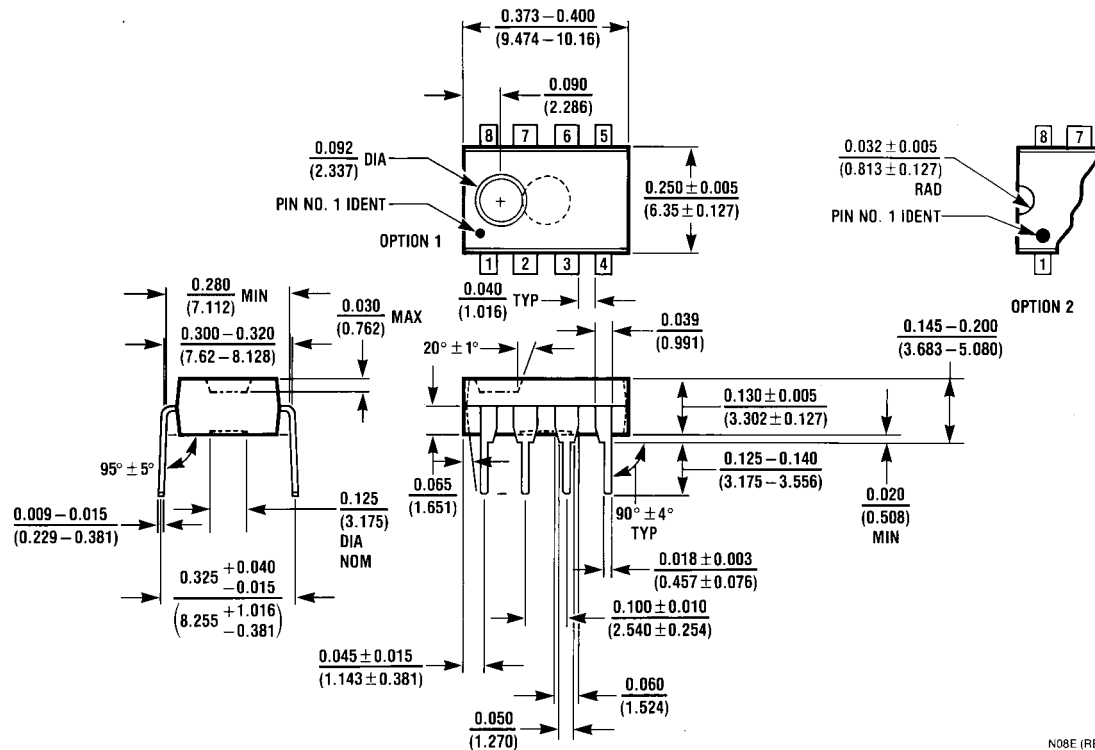 0.373 – 0.400
(9.474 – 10.16)
0.090
(2.286)
8 7 6 5
0.092 DIA
(2.337)
PIN NO. 1 IDENT
OPTION 1
0.250 ± 0.005
(6.35 ± 0.127)
1 2 3 4
0.032 ± 0.005
(0.813 ± 0.127)
RAD
PIN NO. 1 IDENT
8 7
1
OPTION 2
0.280 MIN
(7.112)
0.300 – 0.320
(7.62 – 8.128)
0.030 MAX
(0.762)
0.040 TYP
(1.016)
20° ± 1°
0.039
(0.991)
0.145 – 0.200
(3.683 – 5.080)
0.130 ± 0.005
(3.302 ± 0.127)
0.125 – 0.140
(3.175 – 3.556)
0.020
(0.508)
MIN
95° ± 5°
0.065
(1.651)
90° ± 4°
TYP
0.009 – 0.015
(0.229 – 0.381)
0.125
(3.175)
DIA
NOM
0.325 +0.040
−0.015
(8.255 +1.016
−0.381)
0.018 ± 0.003
(0.457 ± 0.076)
0.100 ± 0.010
(2.540 ± 0.254)
0.045 ± 0.015
(1.143 ± 0.381)
0.060
(1.524)
0.050
(1.270)
N08E